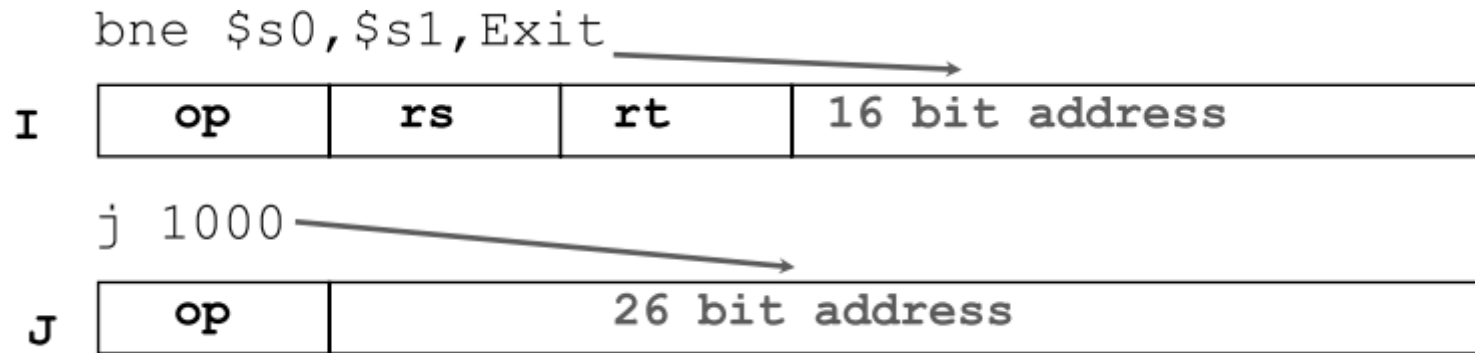 bne $s0,$s1,Exit
I op rs rt 16 bit address
j 1000
J op 26 bit address